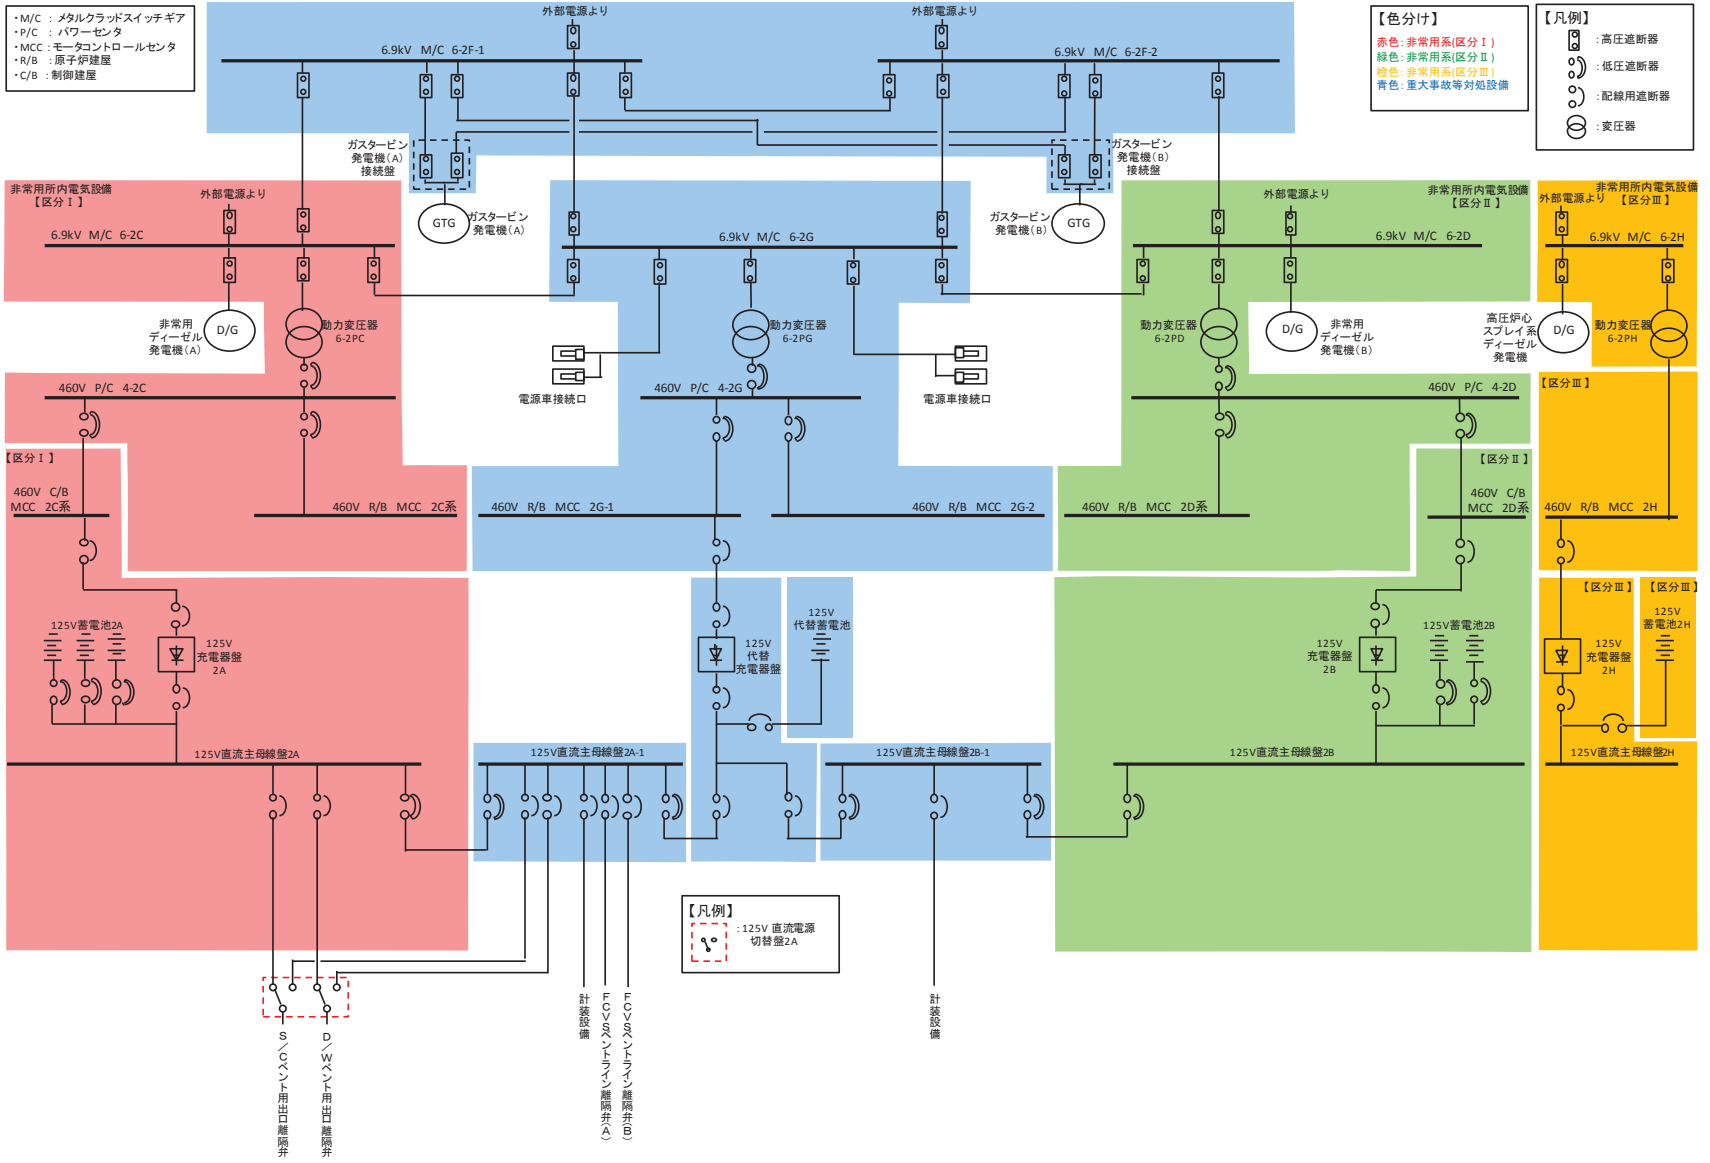 ・M/C ： メタルクラッドスイッチギア
・P/C ： パワーセンタ
・MCC ：モータコントロールセンタ
・R/B ：原子炉建屋
・C/B ：制御建屋
外部電源より
外部電源より
6.9kV M/C 6-2F-1
6.9kV M/C 6-2F-2
【色分け】
赤色：非常用系(区分Ⅰ)
緑色：非常用系(区分Ⅱ)
橙色：非常用系(区分Ⅲ)
青色：重大事故等対処設備
【凡例】
：高圧遮断器
：低圧遮断器
：配線用遮断器
：変圧器
ガスタービン
発電機(A)
接続盤
ガスタービン
発電機(B)
接続盤
GTG
ガスタービン
発電機(A)
ガスタービン
発電機(B)
GTG
非常用所内電気設備
【区分Ⅰ】
外部電源より
6.9kV M/C 6-2C
6.9kV M/C 6-2G
外部電源より
非常用所内電気設備
【区分Ⅱ】
6.9kV M/C 6-2D
非常用所内電気設備
【区分Ⅲ】
外部電源より
6.9kV M/C 6-2H
非常用
ディーゼル
発電機(A)
D/G
動力変圧器
6-2PC
動力変圧器
6-2PG
動力変圧器
6-2PD
D/G
非常用
ディーゼル
発電機(B)
高圧炉心
スプレイ系
ディーゼル
発電機
D/G
動力変圧器
6-2PH
電源車接続口
電源車接続口
460V P/C 4-2C
460V P/C 4-2G
460V P/C 4-2D
【区分Ⅲ】
【区分Ⅰ】
460V C/B
MCC 2C系
460V R/B MCC 2C系
460V R/B MCC 2G-1
460V R/B MCC 2G-2
460V R/B MCC 2D系
【区分Ⅱ】
460V C/B
MCC 2D系
460V R/B MCC 2H
【区分Ⅲ】
【区分Ⅲ】
125V蓄電池2A
125V
充電器盤
2A
125V
代替
充電器盤
125V
代替蓄電池
125V
充電器盤
2B
125V蓄電池2B
125V
充電器盤
2H
125V
蓄電池2H
125V直流主母線盤2A
125V直流主母線盤2A-1
125V直流主母線盤2B-1
125V直流主母線盤2B
125V直流主母線盤2H
【凡例】
：125V 直流電源
切替盤2A
S/Cベント用出口隔離弁
D/Wベント用出口隔離弁
計装設備
FCVSベントライン隔離弁(A)
FCVSベントライン隔離弁(B)
計装設備